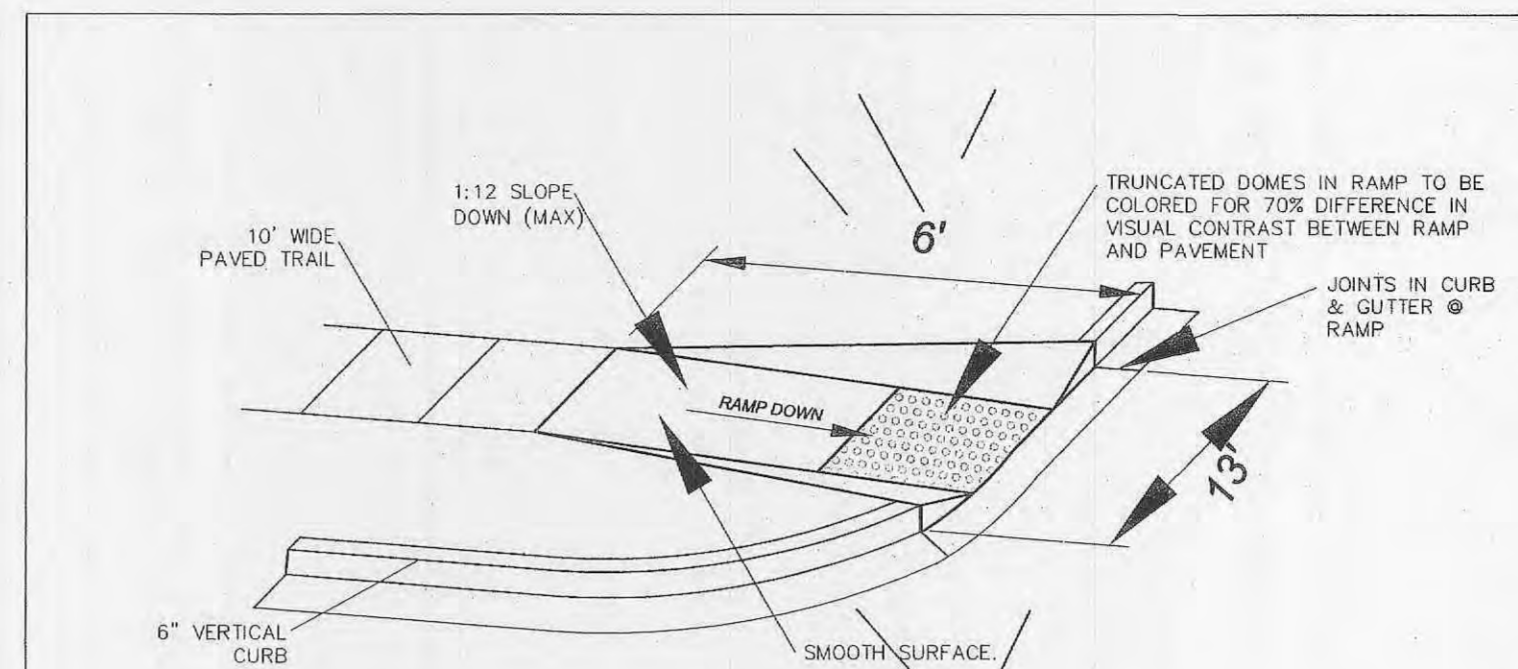 1:12 SLOPE
DOWN (MAX)
10' WIDE
PAVED TRAIL
6'
TRUNCATED DOMES IN RAMP TO BE
COLORED FOR 70% DIFFERENCE IN
VISUAL CONTRAST BETWEEN RAMP
AND PAVEMENT
JOINTS IN CURB
& GUTTER @
RAMP
RAMP DOWN
13'
6" VERTICAL
CURB
SMOOTH SURFACE.